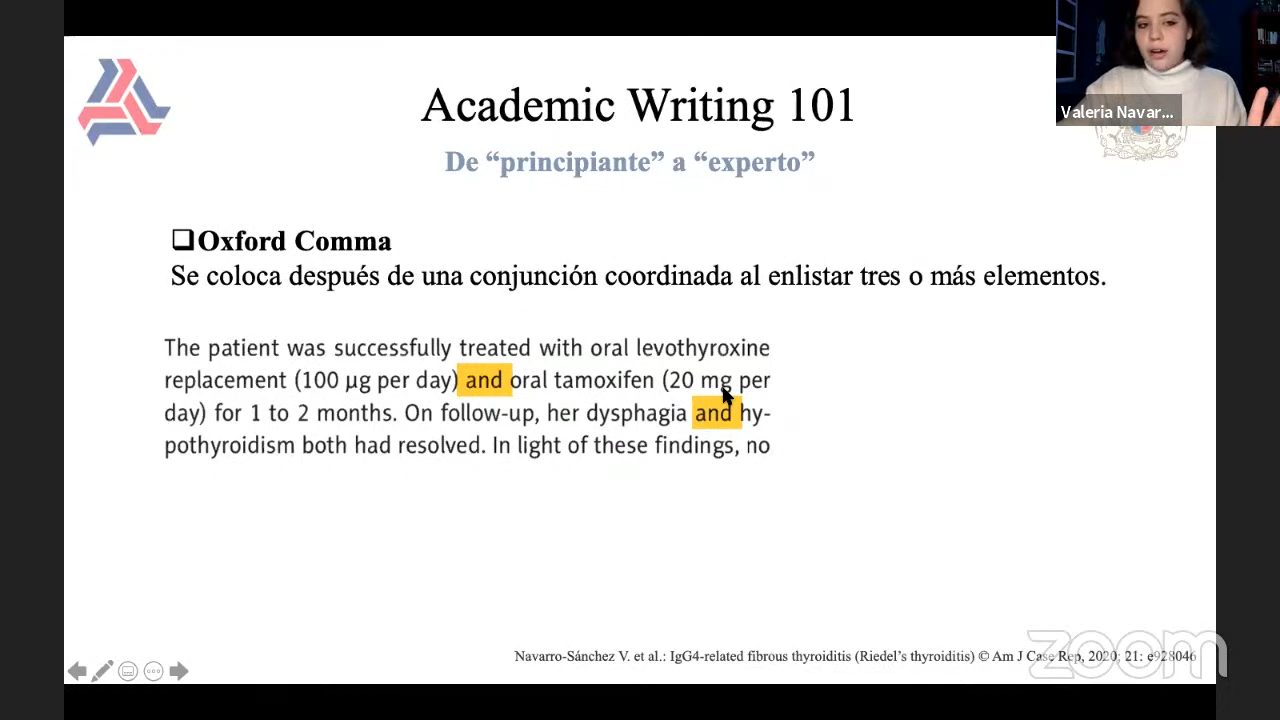 Academic Writing 101
De “principiante” a “experto”
Valeria Navar...
Oxford Comma
Se coloca después de una conjunción coordinada al enlistar tres o más elementos.
The patient was successfully treated with oral levothyroxine
replacement (100 µg per day) and oral tamoxifen (20 mg per
day) for 1 to 2 months. On follow-up, her dysphagia and hy-
pothyroidism both had resolved. In light of these findings, no
Navarro-Sánchez V. et al.: IgG4-related fibrous thyroiditis (Riedel’s thyroiditis) © Am J Case Rep, 2020; 21: e928046
zoom